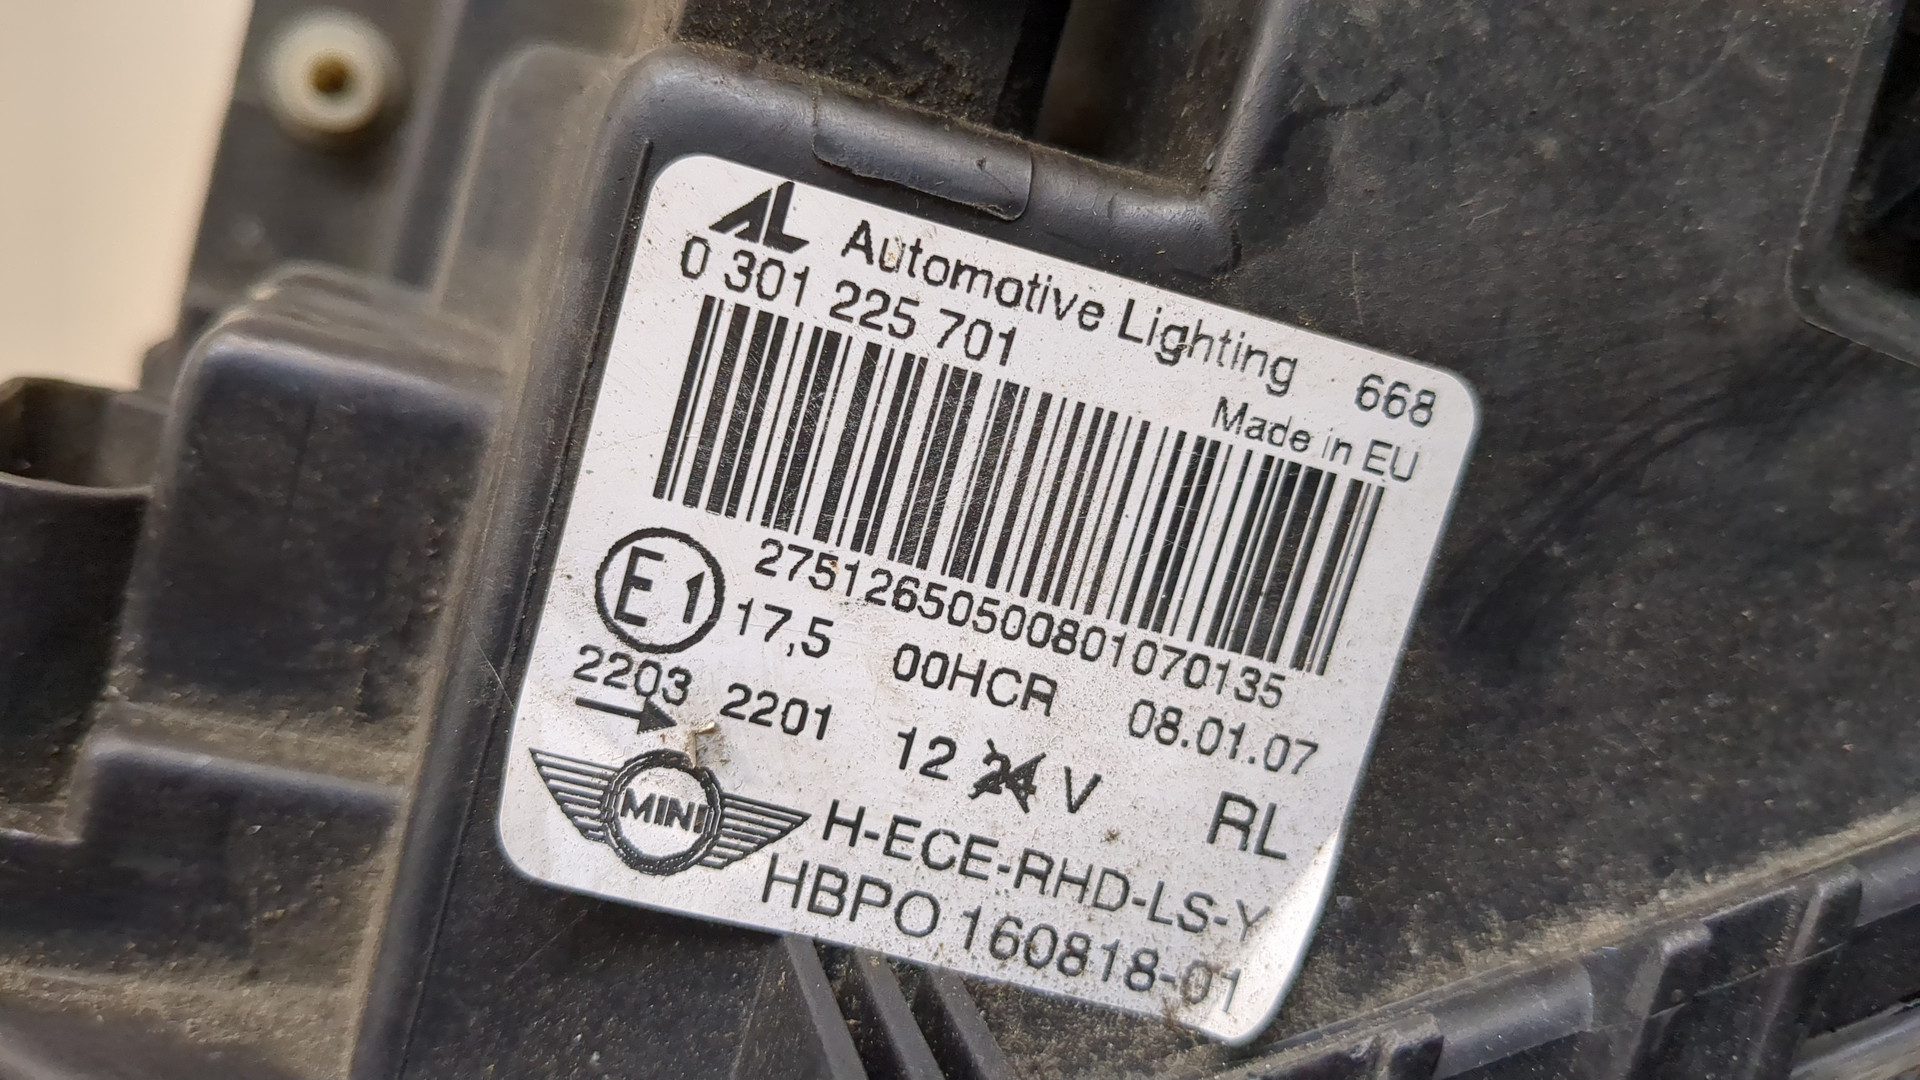 AL Automotive Lighting 668
0 301 225 701 Made in EU
27512650500801070135
E1 17,5 00HCR 08.01.07
2203 2201 12 24 V RL
MINI H-ECE-RHD-LS-Y
HBPO 160818-01